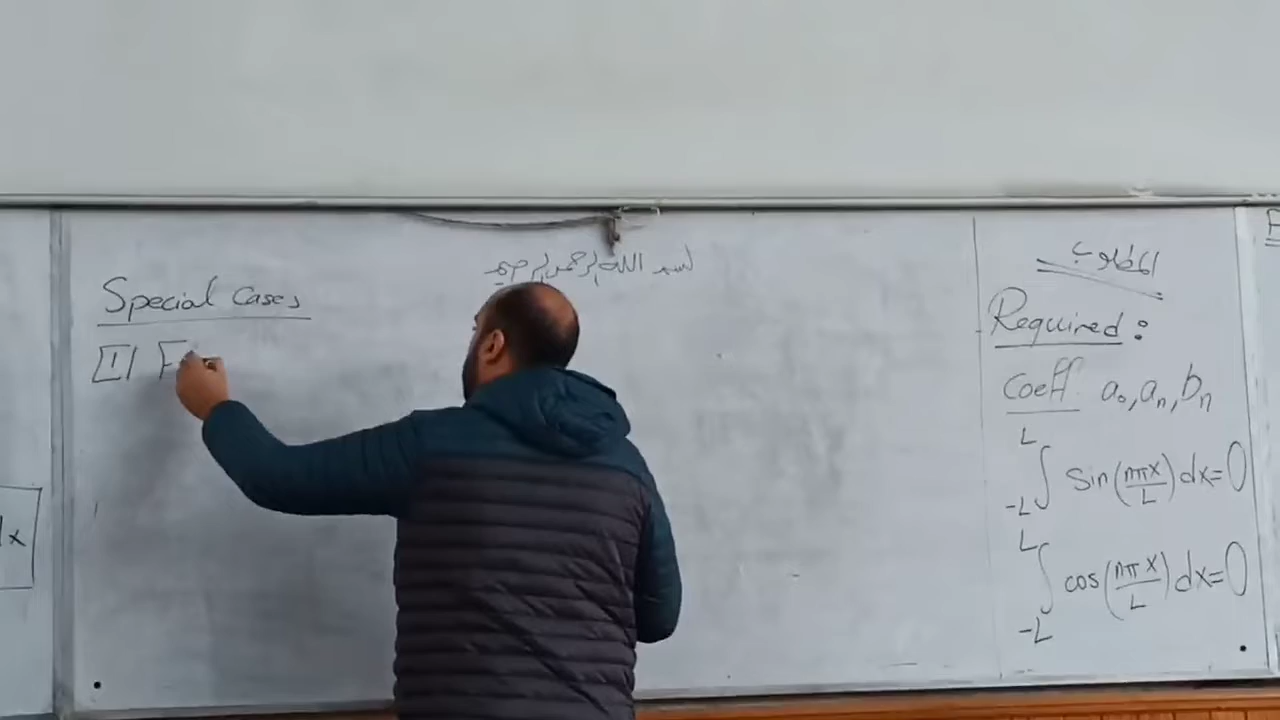 بسم الله الرحمن الرحيم
Special Cases
[1] F
المطلوب
Required:
Coeff. a₀, aₙ, bₙ
∫_{-L}^{L} Sin(nπx/L) dx = 0
∫_{-L}^{L} cos(nπx/L) dx = 0
x